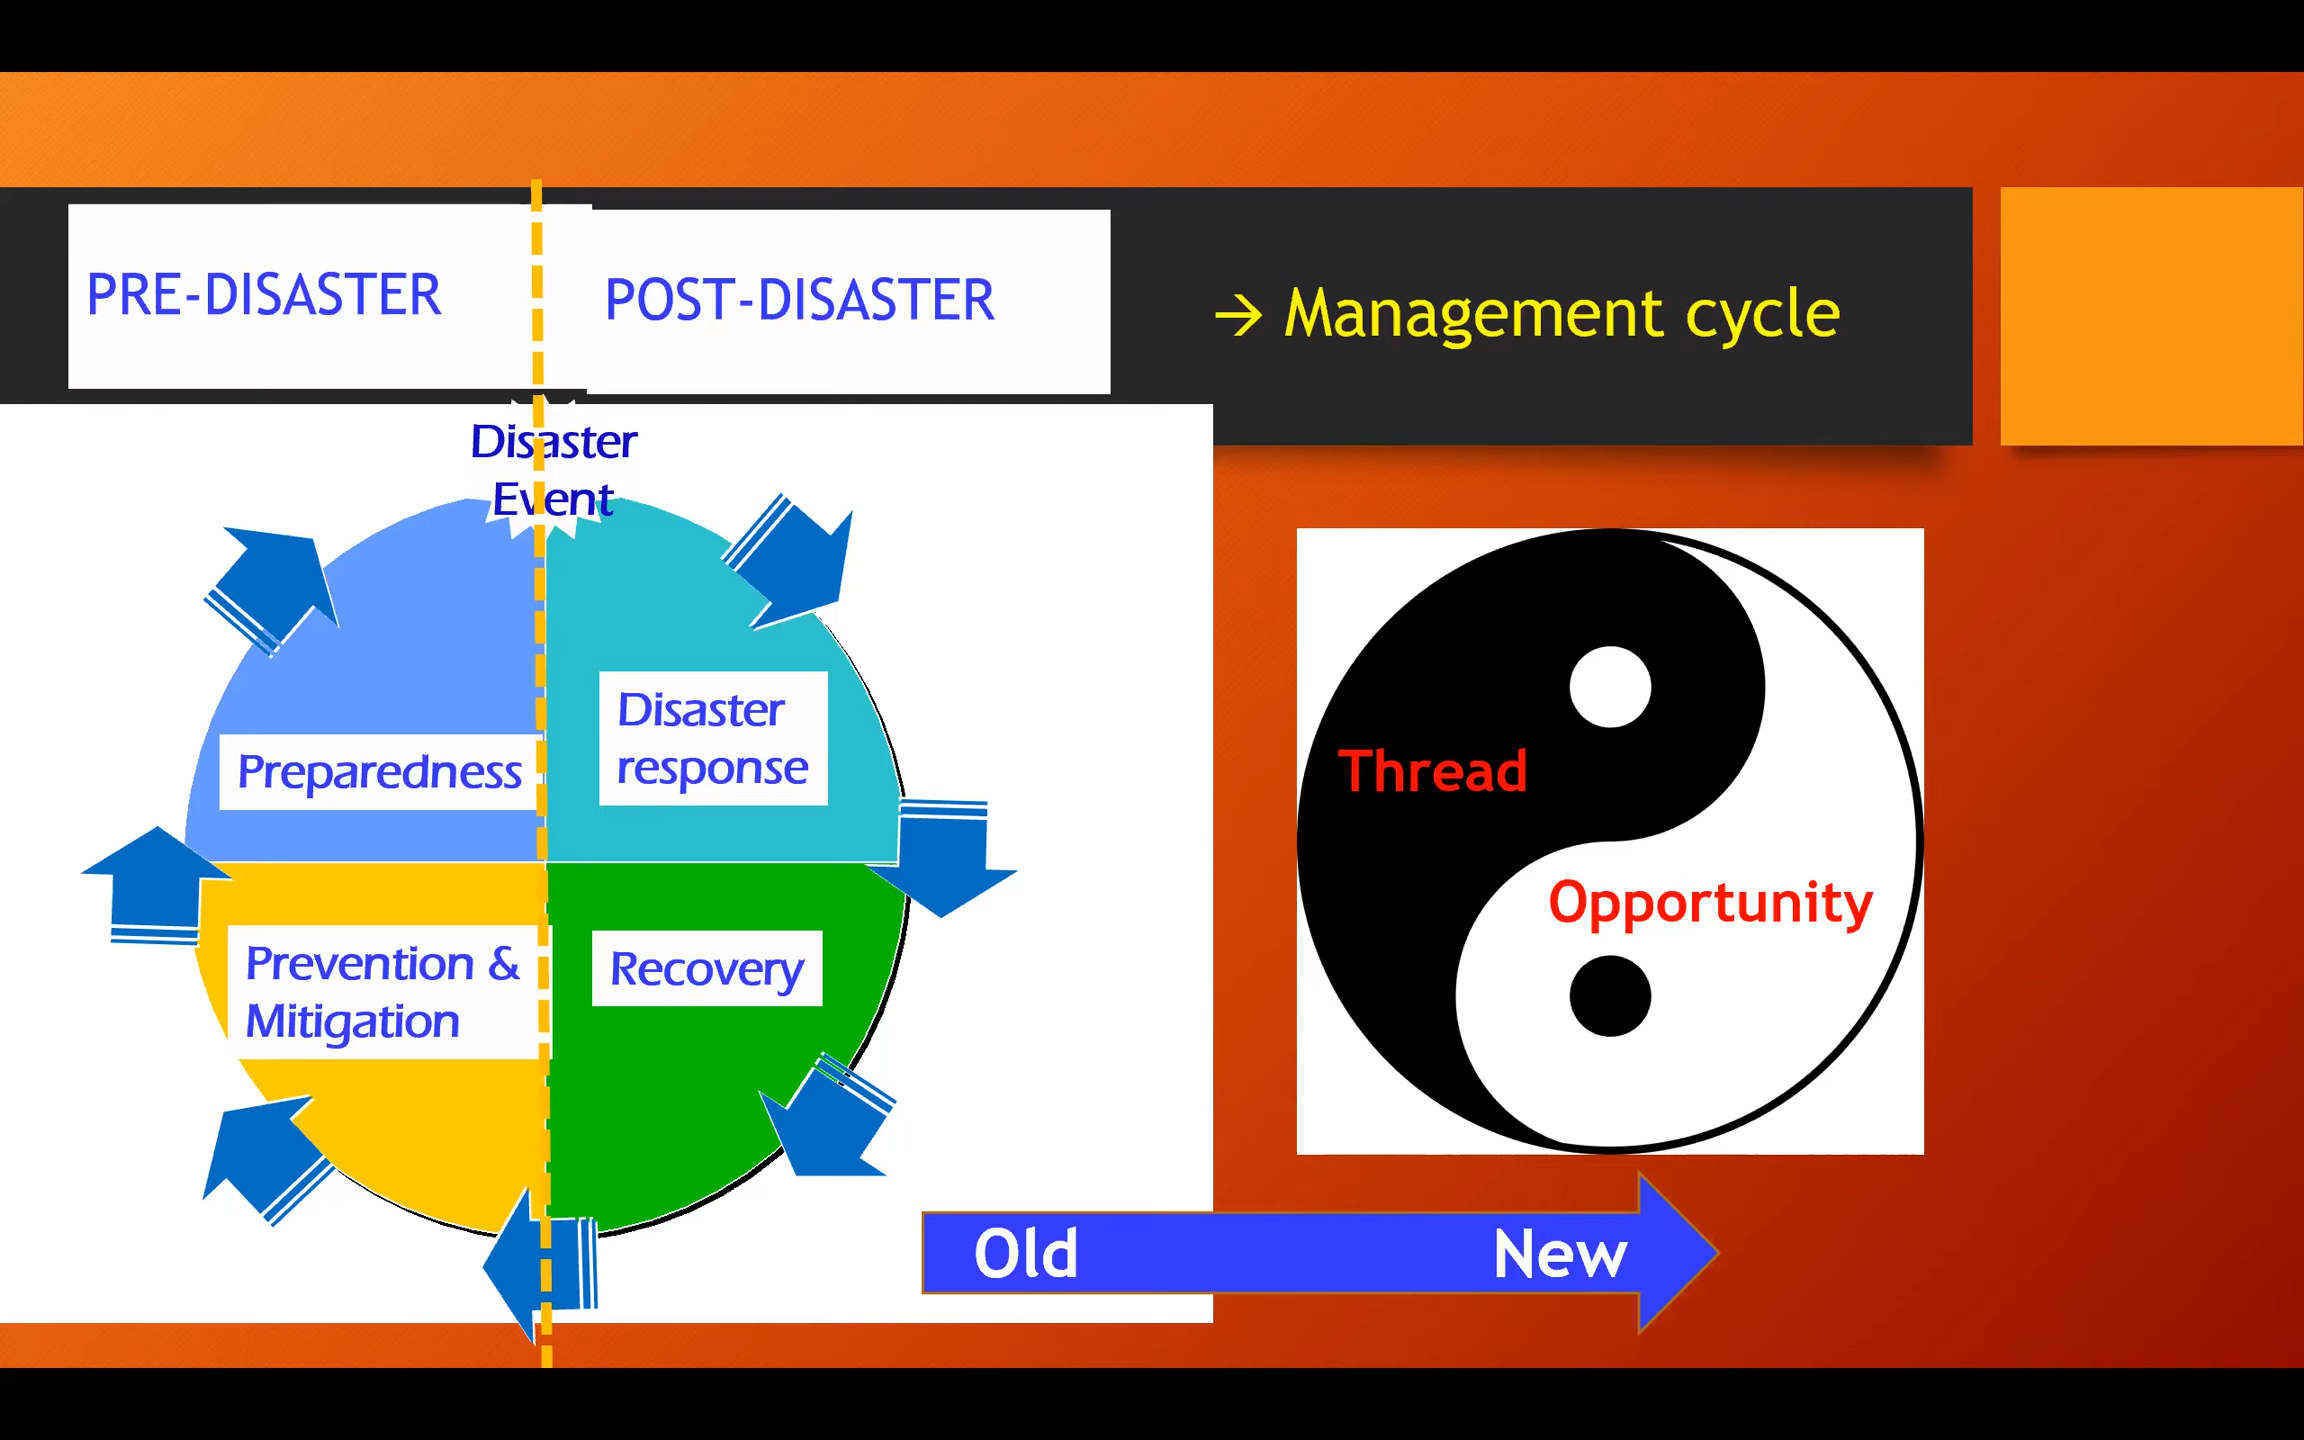 PRE-DISASTER
POST-DISASTER
→ Management cycle
Disaster
Event
Preparedness
Disaster
response
Prevention &
Mitigation
Recovery
Thread
Opportunity
Old
New